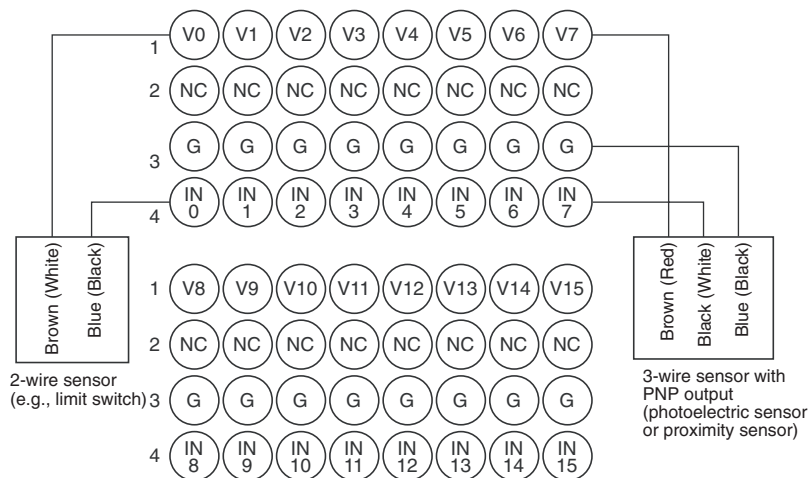 1 V0 V1 V2 V3 V4 V5 V6 V7
2 NC NC NC NC NC NC NC NC
3 G G G G G G G G
4 IN 0 IN 1 IN 2 IN 3 IN 4 IN 5 IN 6 IN 7
Brown (White)
Blue (Black)
2-wire sensor
(e.g., limit switch)
Brown (Red)
Black (White)
Blue (Black)
3-wire sensor with
PNP output
(photoelectric sensor
or proximity sensor)
1 V8 V9 V10 V11 V12 V13 V14 V15
2 NC NC NC NC NC NC NC NC
3 G G G G G G G G
4 IN 8 IN 9 IN 10 IN 11 IN 12 IN 13 IN 14 IN 15